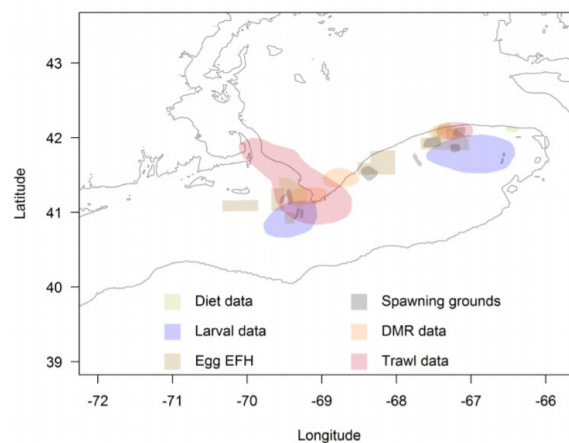 43
42
41
40
39
Latitude
Diet data
Spawning grounds
Larval data
DMR data
Egg EFH
Trawl data
-72 -71 -70 -69 -68 -67 -66
Longitude